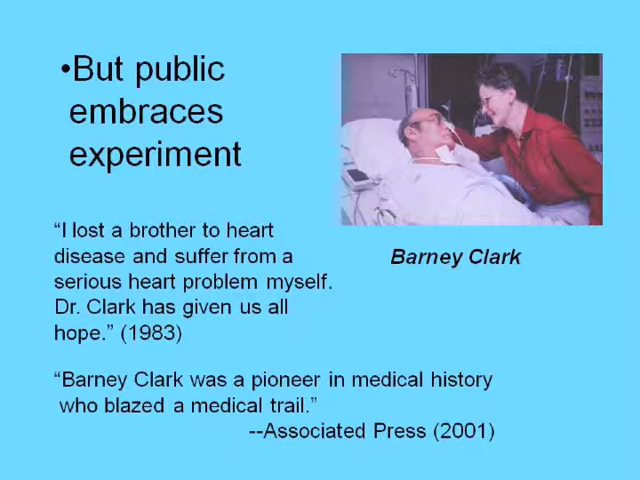 •But public
embraces
experiment
“I lost a brother to heart
disease and suffer from a
serious heart problem myself.
Dr. Clark has given us all
hope.” (1983)
Barney Clark
“Barney Clark was a pioneer in medical history
who blazed a medical trail.”
--Associated Press (2001)